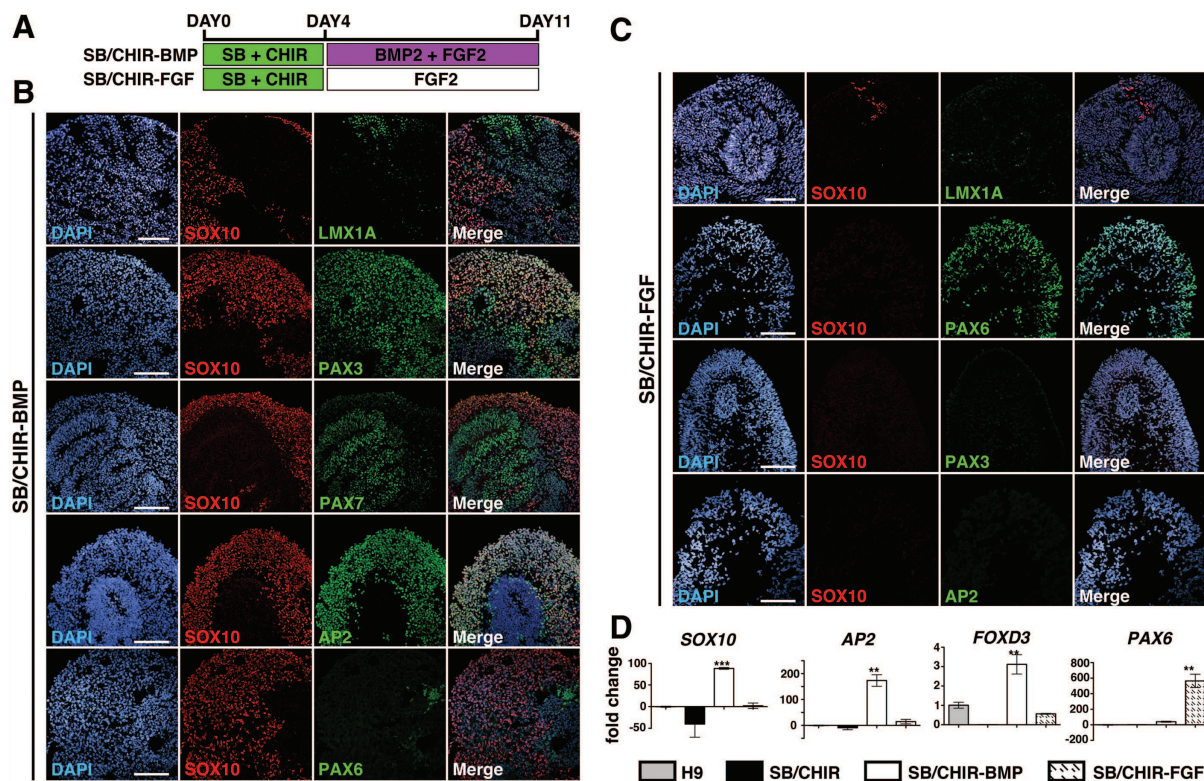 A
DAY0 DAY4 DAY11
SB/CHIR-BMP SB + CHIR BMP2 + FGF2
SB/CHIR-FGF SB + CHIR FGF2
B
SB/CHIR-BMP
DAPI SOX10 LMX1A Merge
DAPI SOX10 PAX3 Merge
DAPI SOX10 PAX7 Merge
DAPI SOX10 AP2 Merge
DAPI SOX10 PAX6 Merge
C
SB/CHIR-FGF
DAPI SOX10 LMX1A Merge
DAPI SOX10 PAX6 Merge
DAPI SOX10 PAX3 Merge
DAPI SOX10 AP2 Merge
D
fold change
SOX10
100
50
0
-50
***
AP2
200
100
0
**
FOXD3
4
3
2
1
0
**
PAX6
800
600
400
200
0
-200
**
H9 SB/CHIR SB/CHIR-BMP SB/CHIR-FGF